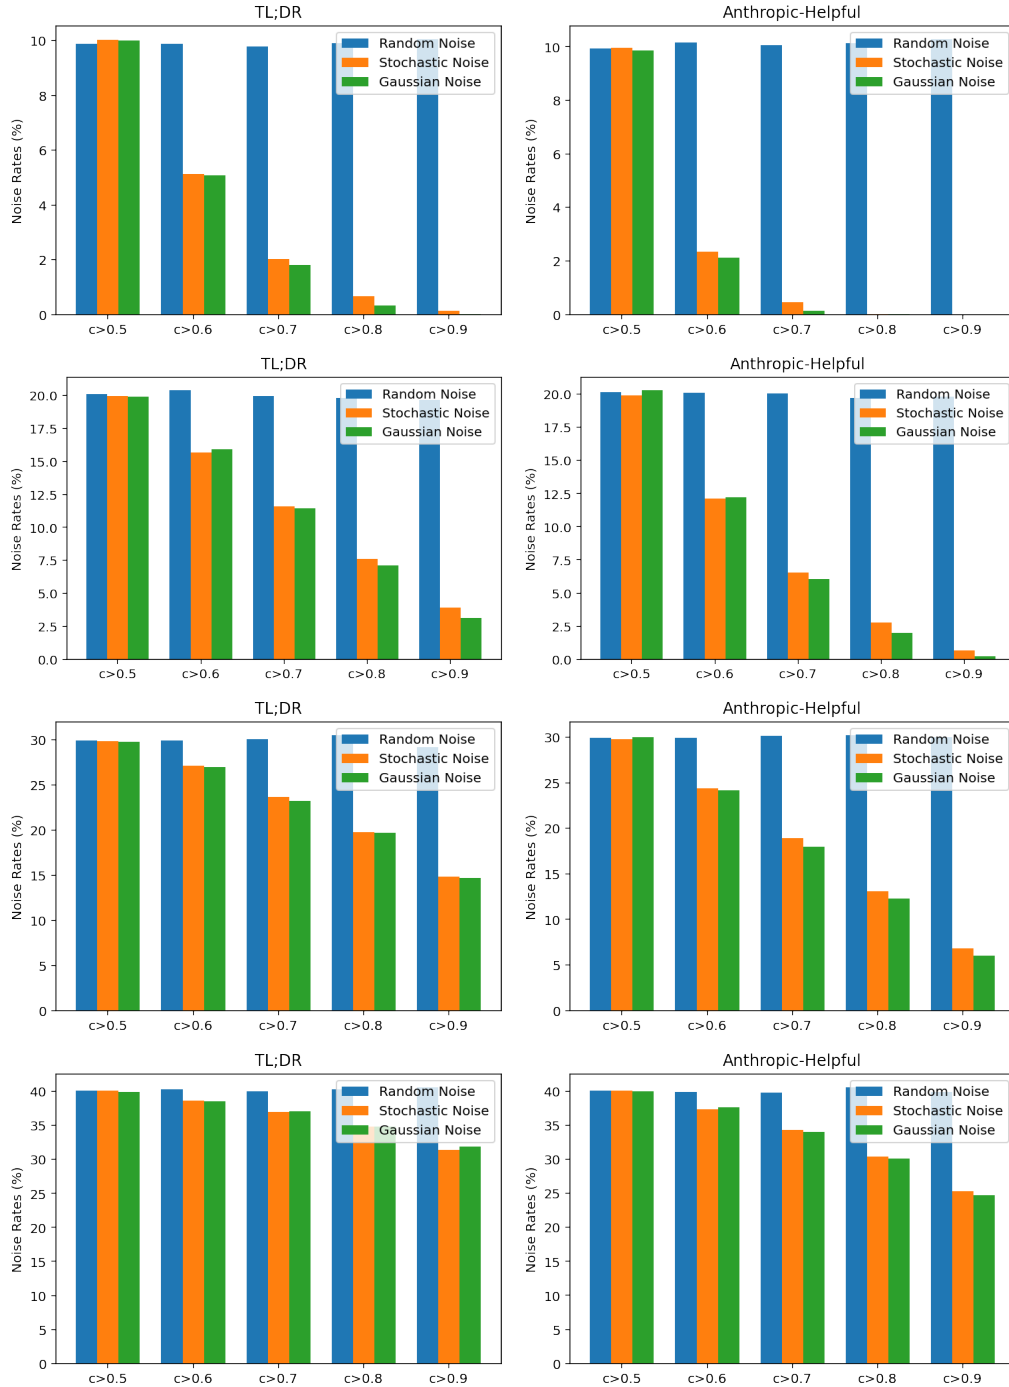 TL;DR
Noise Rates (%)
10
8
6
4
2
0
Random Noise
Stochastic Noise
Gaussian Noise
c>0.5 c>0.6 c>0.7 c>0.8 c>0.9
Anthropic-Helpful
Noise Rates (%)
10
8
6
4
2
0
Random Noise
Stochastic Noise
Gaussian Noise
c>0.5 c>0.6 c>0.7 c>0.8 c>0.9
TL;DR
Noise Rates (%)
20.0
17.5
15.0
12.5
10.0
7.5
5.0
2.5
0.0
Random Noise
Stochastic Noise
Gaussian Noise
c>0.5 c>0.6 c>0.7 c>0.8 c>0.9
Anthropic-Helpful
Noise Rates (%)
20.0
17.5
15.0
12.5
10.0
7.5
5.0
2.5
0.0
Random Noise
Stochastic Noise
Gaussian Noise
c>0.5 c>0.6 c>0.7 c>0.8 c>0.9
TL;DR
Noise Rates (%)
30
25
20
15
10
5
0
Random Noise
Stochastic Noise
Gaussian Noise
c>0.5 c>0.6 c>0.7 c>0.8 c>0.9
Anthropic-Helpful
Noise Rates (%)
30
25
20
15
10
5
0
Random Noise
Stochastic Noise
Gaussian Noise
c>0.5 c>0.6 c>0.7 c>0.8 c>0.9
TL;DR
Noise Rates (%)
40
35
30
25
20
15
10
5
0
Random Noise
Stochastic Noise
Gaussian Noise
c>0.5 c>0.6 c>0.7 c>0.8 c>0.9
Anthropic-Helpful
Noise Rates (%)
40
35
30
25
20
15
10
5
0
Random Noise
Stochastic Noise
Gaussian Noise
c>0.5 c>0.6 c>0.7 c>0.8 c>0.9